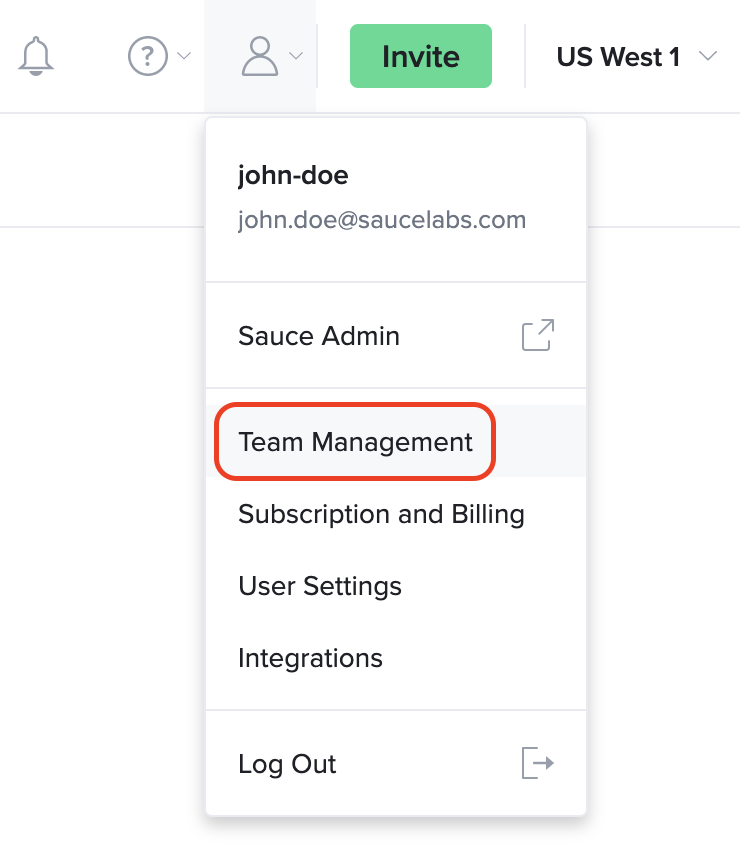 ?
Invite
US West 1
john-doe
john.doe@saucelabs.com
Sauce Admin
Team Management
Subscription and Billing
User Settings
Integrations
Log Out